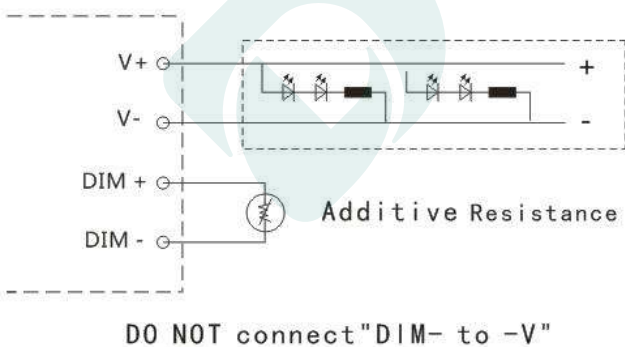 V+
+
V-
-
DIM +
Additive Resistance
DIM -
DO NOT connect"DIM- to -V"